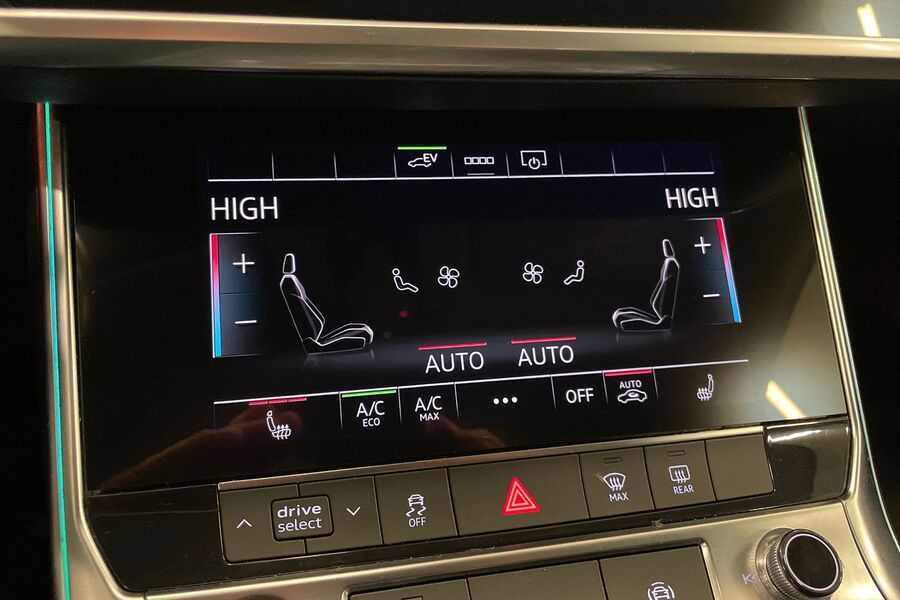 EV
HIGH
HIGH
+
+
−
−
AUTO
AUTO
A/C
ECO
A/C
MAX
...
OFF
AUTO
drive
select
OFF
MAX
REAR